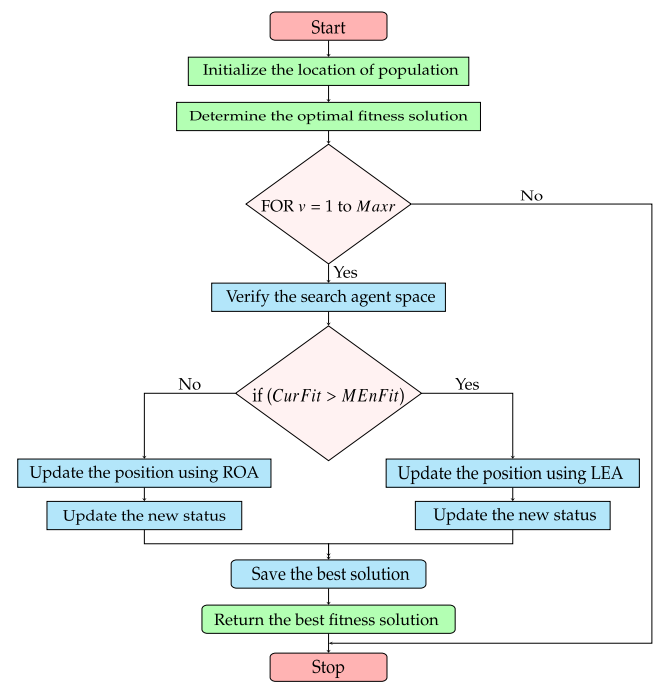 Start
Initialize the location of population
Determine the optimal fitness solution
FOR v = 1 to Maxr
No
Yes
Verify the search agent space
if (CurFit > MEnFit)
No
Yes
Update the position using ROA
Update the position using LEA
Update the new status
Update the new status
Save the best solution
Return the best fitness solution
Stop